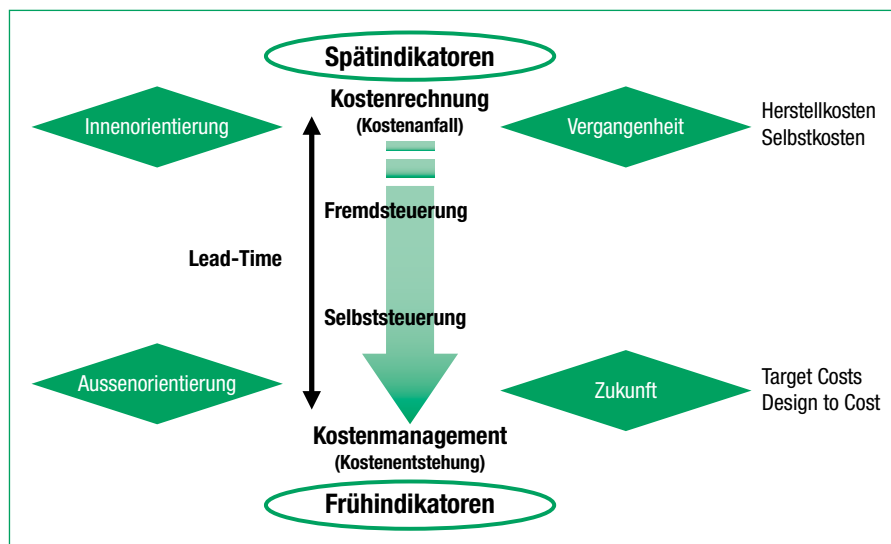 Spätindikatoren
Kostenrechnung
(Kostenanfall)
Innenorientierung
Vergangenheit
Herstellkosten
Selbstkosten
Fremdsteuerung
Lead-Time
Selbststeuerung
Aussenorientierung
Zukunft
Target Costs
Design to Cost
Kostenmanagement
(Kostenentstehung)
Frühindikatoren